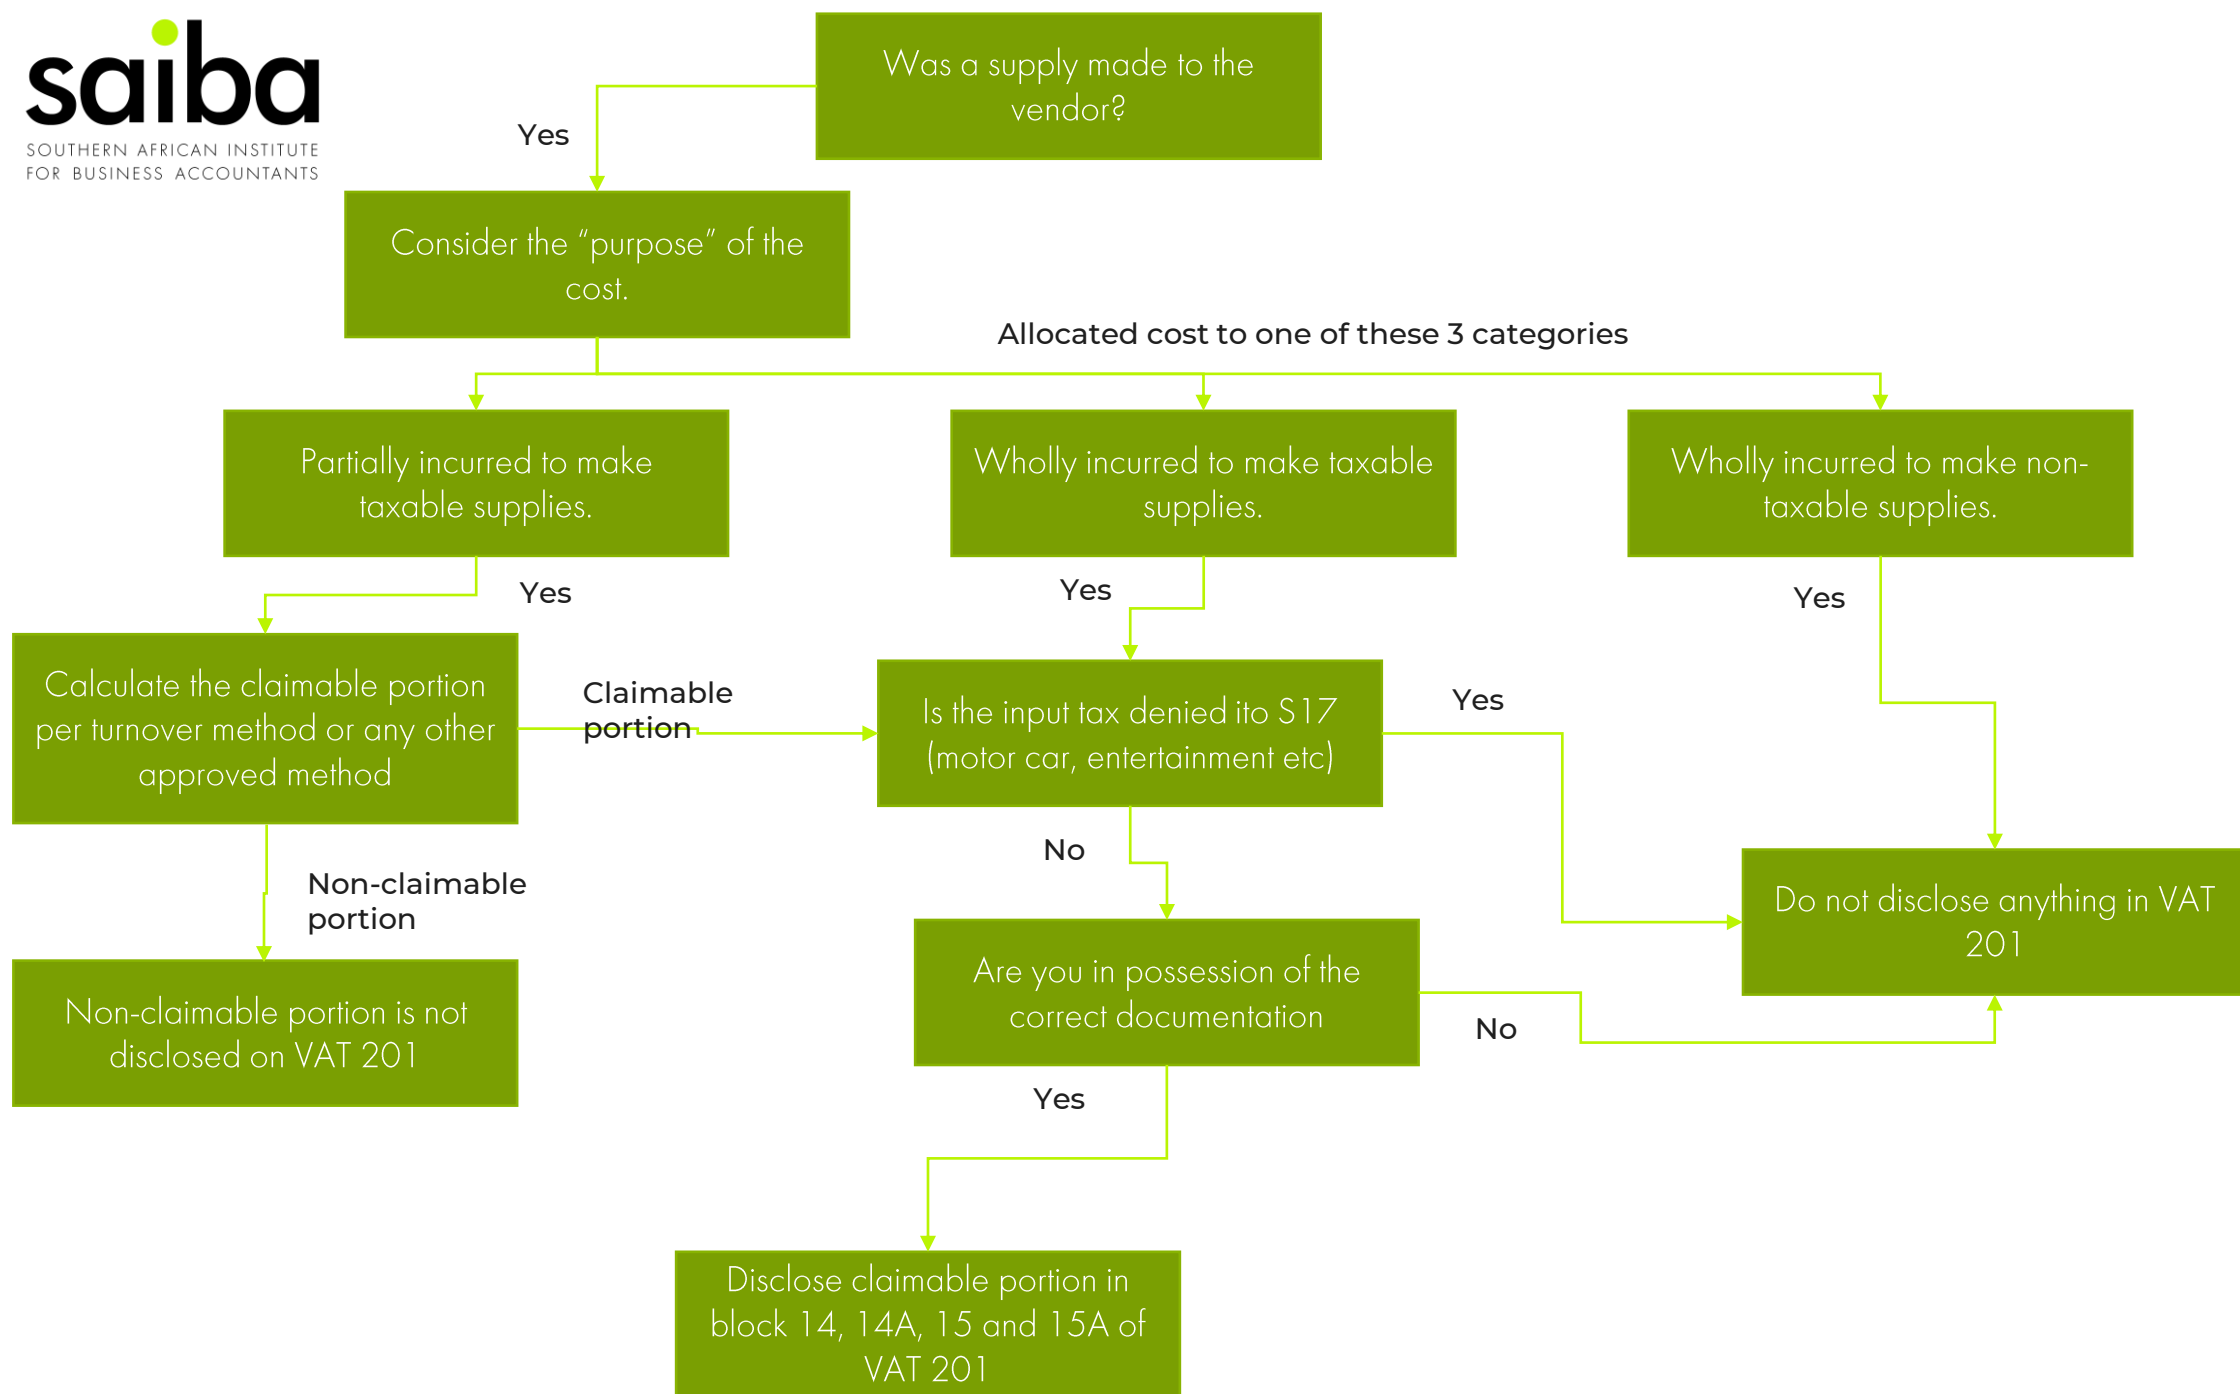 saiba
SOUTHERN AFRICAN INSTITUTE
FOR BUSINESS ACCOUNTANTS
Was a supply made to the
vendor?
Yes
Consider the “purpose” of the
cost.
Allocated cost to one of these 3 categories
Partially incurred to make
taxable supplies.
Wholly incurred to make taxable
supplies.
Wholly incurred to make non-
taxable supplies.
Yes
Yes
Yes
Calculate the claimable portion
per turnover method or any other
approved method
Claimable
portion
Is the input tax denied ito S17
(motor car, entertainment etc)
Yes
No
Non-claimable
portion
Do not disclose anything in VAT
201
Non-claimable portion is not
disclosed on VAT 201
Are you in possession of the
correct documentation
No
Yes
Disclose claimable portion in
block 14, 14A, 15 and 15A of
VAT 201